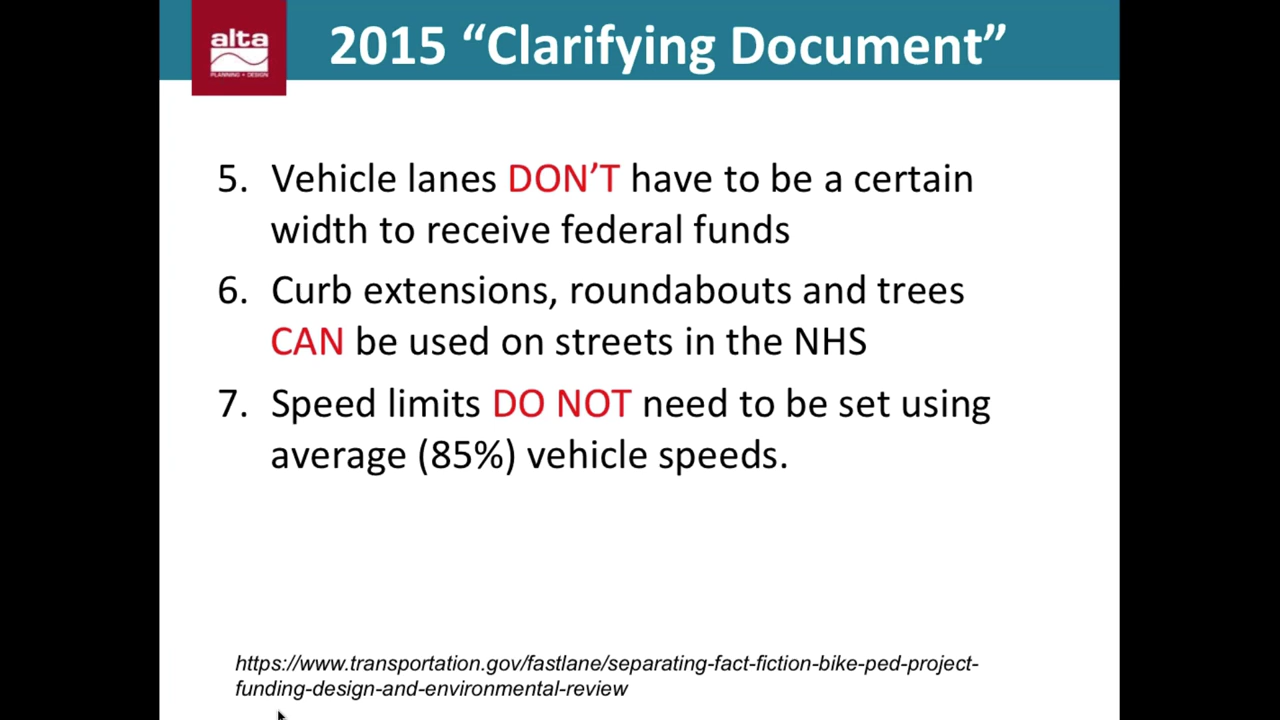 alta
PLANNING + DESIGN
2015 “Clarifying Document”
5. Vehicle lanes DON’T have to be a certain
width to receive federal funds
6. Curb extensions, roundabouts and trees
CAN be used on streets in the NHS
7. Speed limits DO NOT need to be set using
average (85%) vehicle speeds.
https://www.transportation.gov/fastlane/separating-fact-fiction-bike-ped-project-
funding-design-and-environmental-review